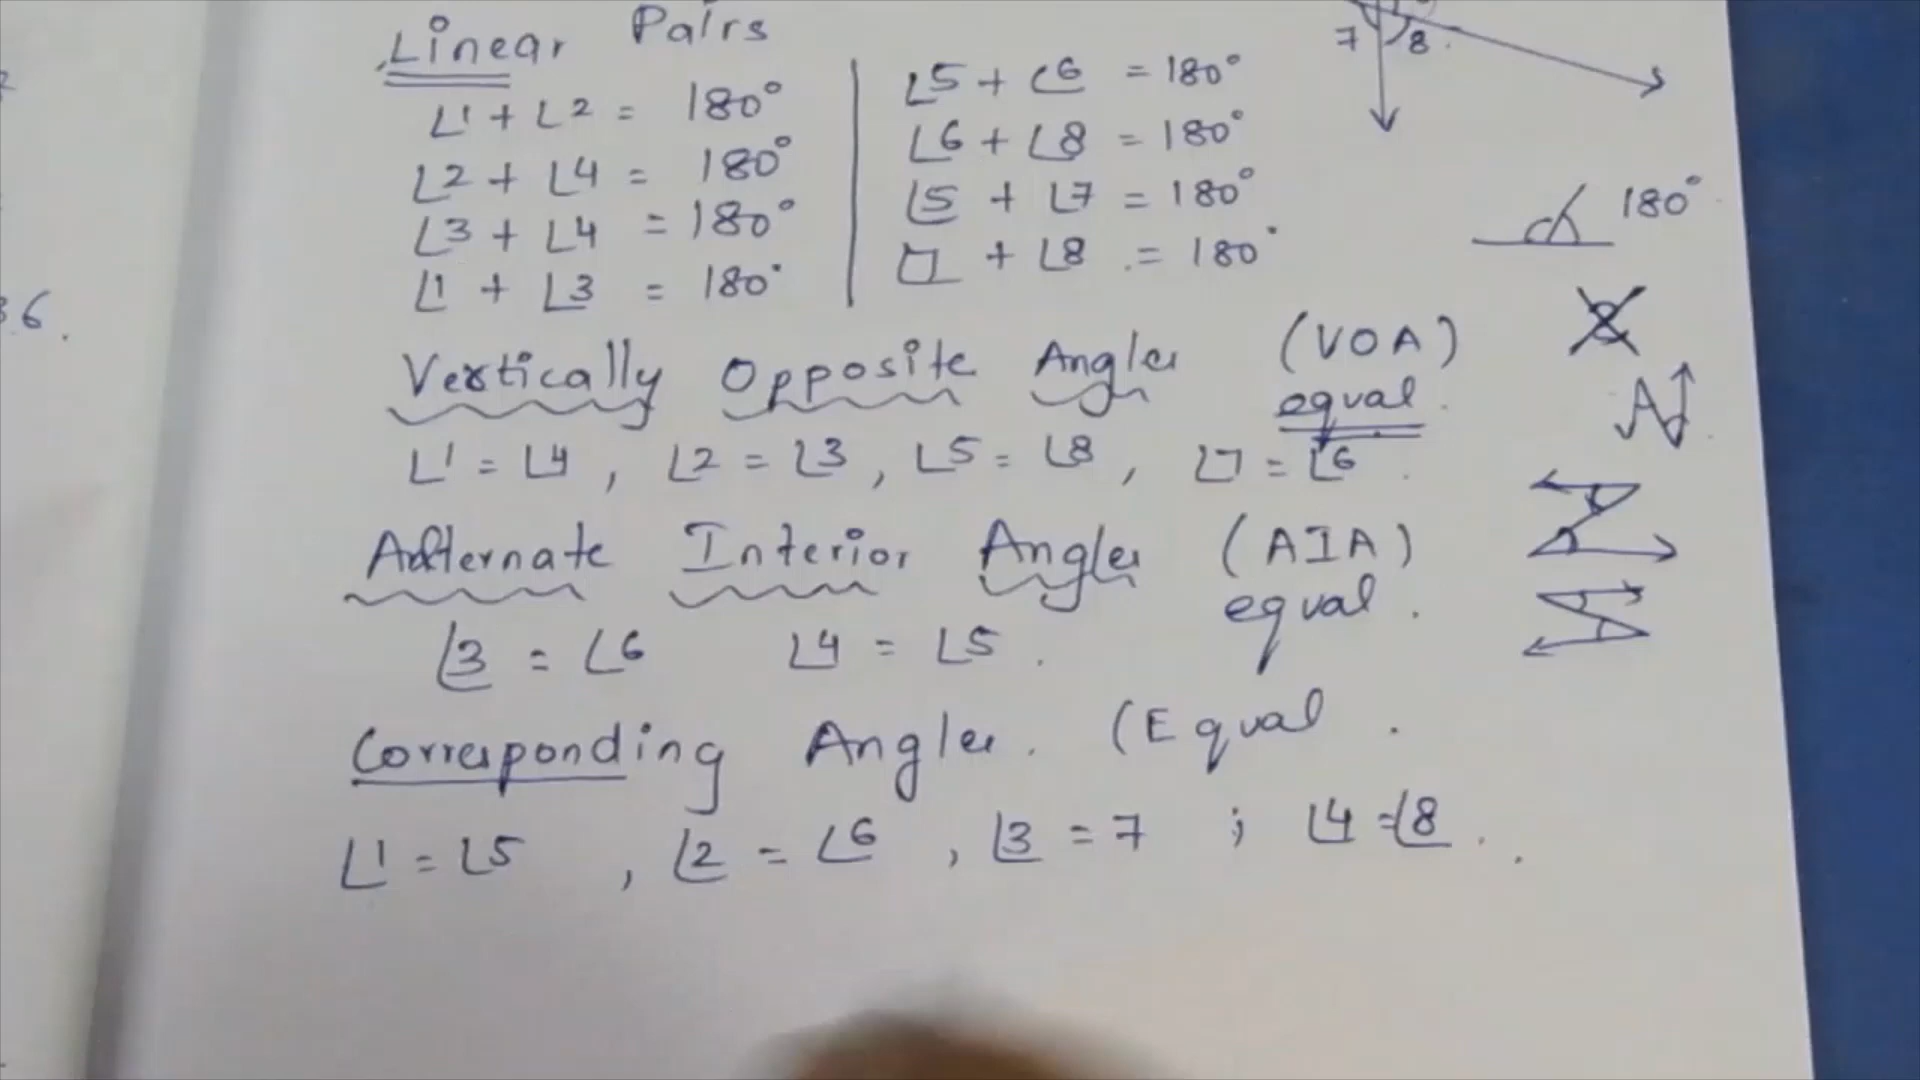 Linear Pairs
∠1 + ∠2 = 180°
∠2 + ∠4 = 180°
∠3 + ∠4 = 180°
∠1 + ∠3 = 180°
∠5 + ∠6 = 180°
∠6 + ∠8 = 180°
∠5 + ∠7 = 180°
∠7 + ∠8 = 180°
7 8
180°
36.
Vertically Opposite Angles (VOA)
equal.
∠1 = ∠4, ∠2 = ∠3, ∠5 = ∠8, ∠7 = ∠6.
Alternate Interior Angles (AIA)
equal.
∠3 = ∠6 ∠4 = ∠5.
Corresponding Angles. (Equal.
∠1 = ∠5, ∠2 = ∠6, ∠3 = 7 ; ∠4 = ∠8..